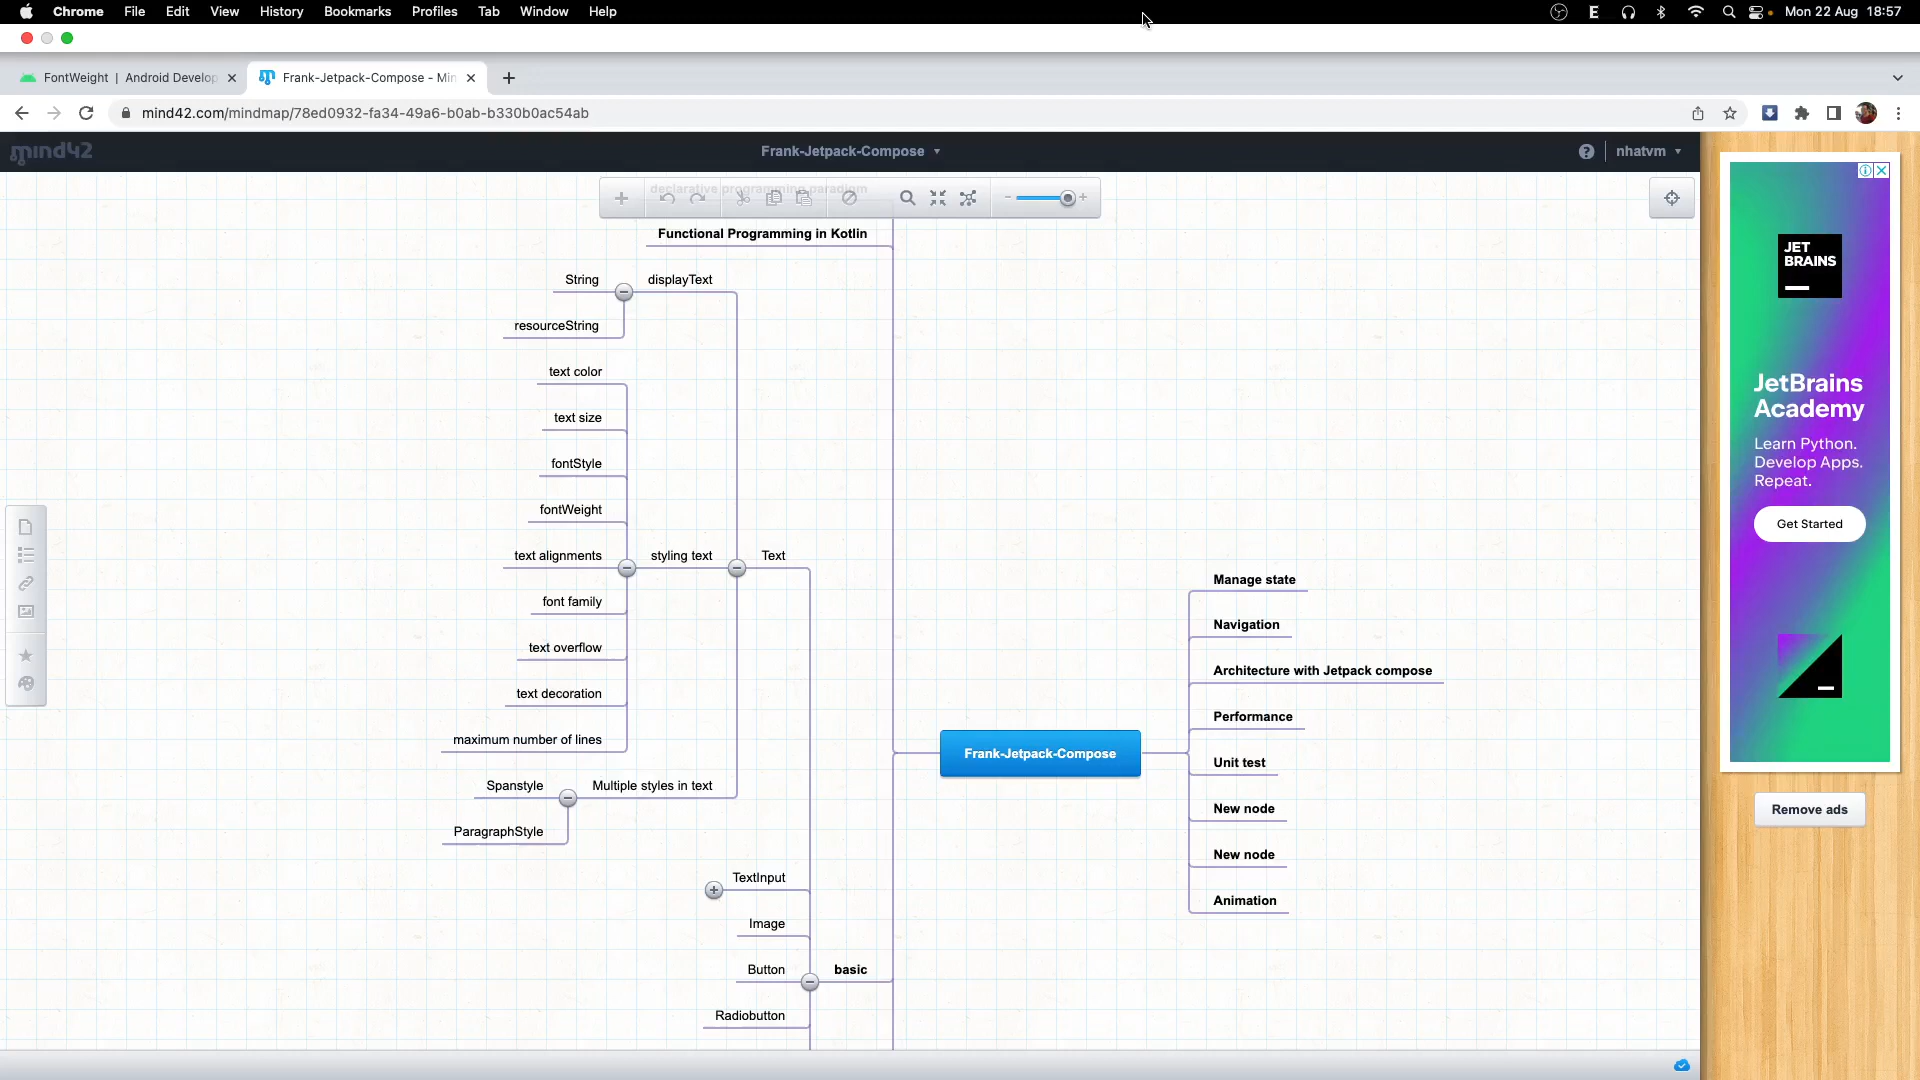 Chrome File Edit View History Bookmarks Profiles Tab Window Help
E Mon 22 Aug 18:57
FontWeight | Android Develop
Frank-Jetpack-Compose - Min
mind42.com/mindmap/78ed0932-fa34-49a6-b0ab-b330b0ac54ab
mind42
Frank-Jetpack-Compose
nhatvm
declarative programming paradigm
Functional Programming in Kotlin
String
displayText
resourceString
text color
text size
fontStyle
fontWeight
text alignments
styling text
Text
font family
text overflow
text decoration
maximum number of lines
Spanstyle
Multiple styles in text
ParagraphStyle
TextInput
Image
Button
basic
Radiobutton
Frank-Jetpack-Compose
Manage state
Navigation
Architecture with Jetpack compose
Performance
Unit test
New node
New node
Animation
JET
BRAINS
JetBrains
Academy
Learn Python.
Develop Apps.
Repeat.
Get Started
Remove ads